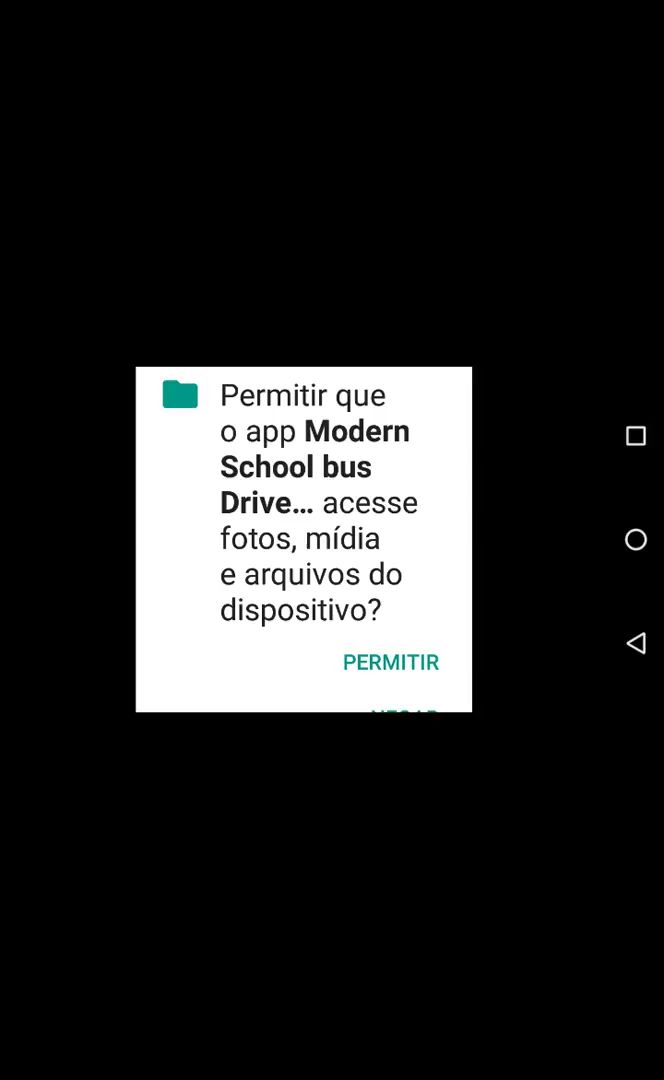 Permitir que
o app Modern
School bus
Drive... acesse
fotos, mídia
e arquivos do
dispositivo?
PERMITIR